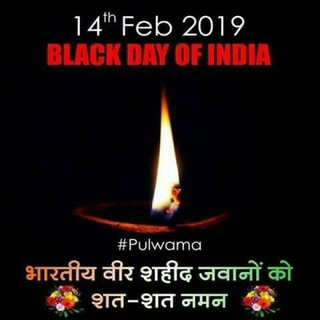 14th Feb 2019
BLACK DAY OF INDIA
#Pulwama
भारतीय वीर शहीद जवानों को
शत-शत नमन